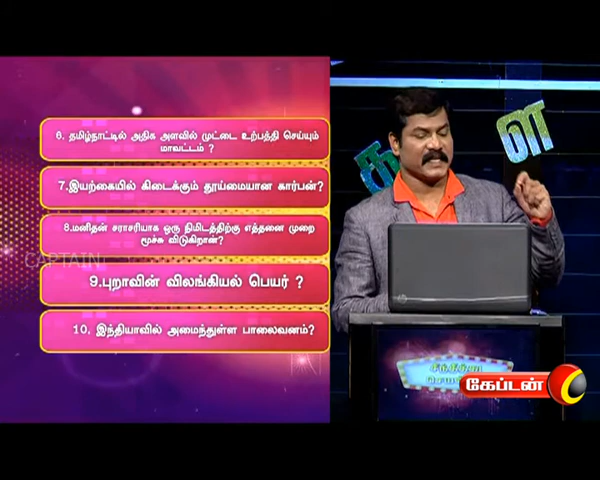 6. தமிழ்நாட்டில் அதிக அளவில் முட்டை உற்பத்தி செய்யும்
மாவட்டம் ?
7.இயற்கையில் கிடைக்கும் தூய்மையான கார்பன்?
8.மனிதன் சராசரியாக ஒரு நிமிடத்திற்கு எத்தனை முறை
மூச்சு விடுகிறான்?
CAPTAIN
9.புறாவின் விலங்கியல் பெயர் ?
10. இந்தியாவில் அமைந்துள்ள பாலைவனம்?
ள
கேப்டன்